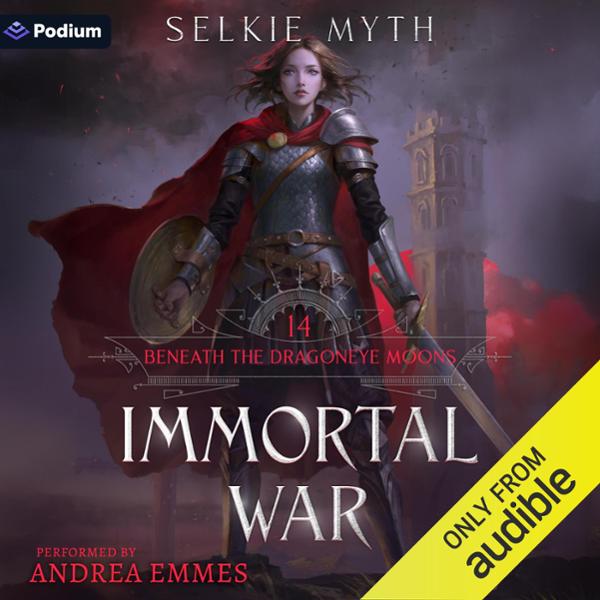 Podium
SELKIE MYTH
14
BENEATH THE DRAGONEYE MOONS
IMMORTAL
WAR
ONLY FROM
audible
PERFORMED BY
ANDREA EMMES